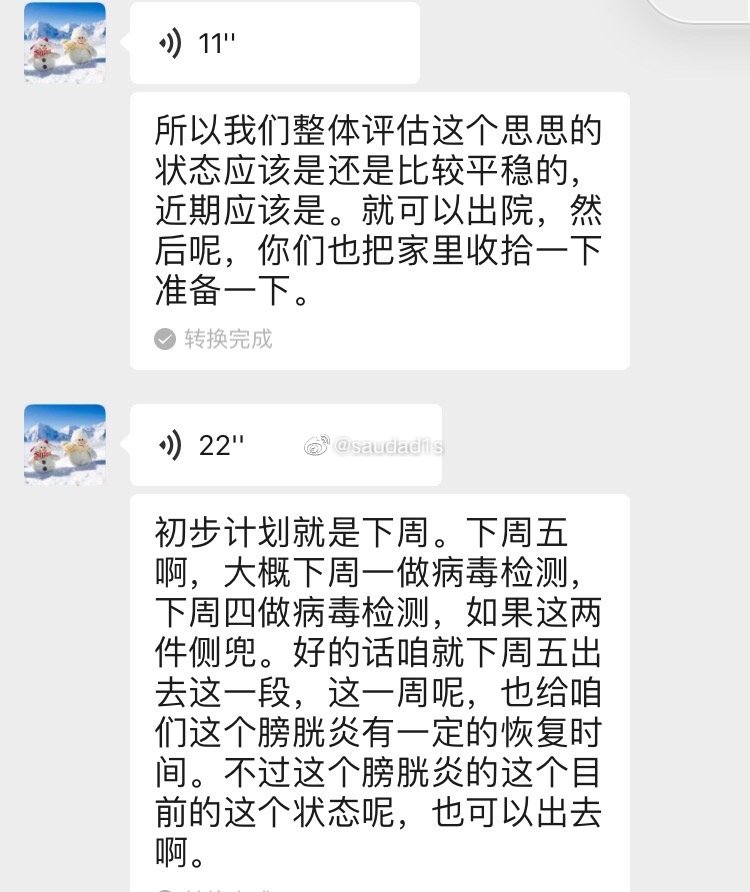 11''
所以我们整体评估这个思思的
状态应该是还是比较平稳的，
近期应该是。就可以出院，然
后呢，你们也把家里收拾一下
准备一下。
转换完成
22''
@saudad1s
初步计划就是下周。下周五
啊，大概下周一做病毒检测，
下周四做病毒检测，如果这两
件侧兜。好的话咱就下周五出
去这一段，这一周呢，也给咱
们这个膀胱炎有一定的恢复时
间。不过这个膀胱炎的这个目
前的这个状态呢，也可以出去
啊。